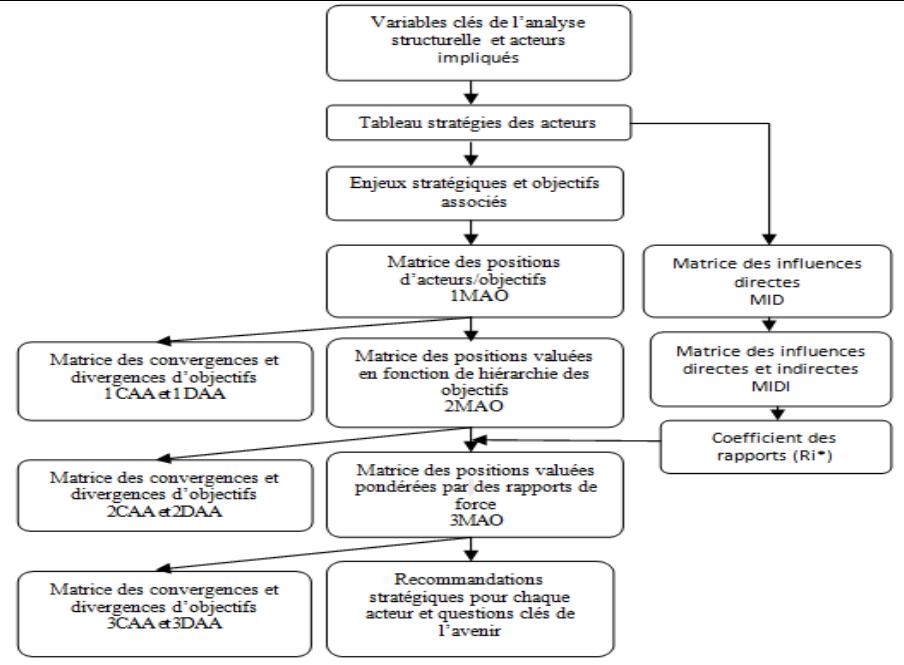 Variables clés de l'analyse
structurelle et acteurs
impliqués
Tableau stratégies des acteurs
Enjeux stratégiques et objectifs
associés
Matrice des positions
d'acteurs/objectifs
1MAO
Matrice des influences
directes
MID
Matrice des convergences et
divergences d'objectifs
1CAA et 1DAA
Matrice des positions valuées
en fonction de hiérarchie des
objectifs
2MAO
Matrice des influences
directes et indirectes
MIDI
Coefficient des
rapports (Ri*)
Matrice des convergences et
divergences d'objectifs
2CAA et 2DAA
Matrice des positions valuées
pondérées par des rapports de
force
3MAO
Matrice des convergences et
divergences d'objectifs
3CAA et 3DAA
Recommandations
stratégiques pour chaque
acteur et questions clés de
l'avenir